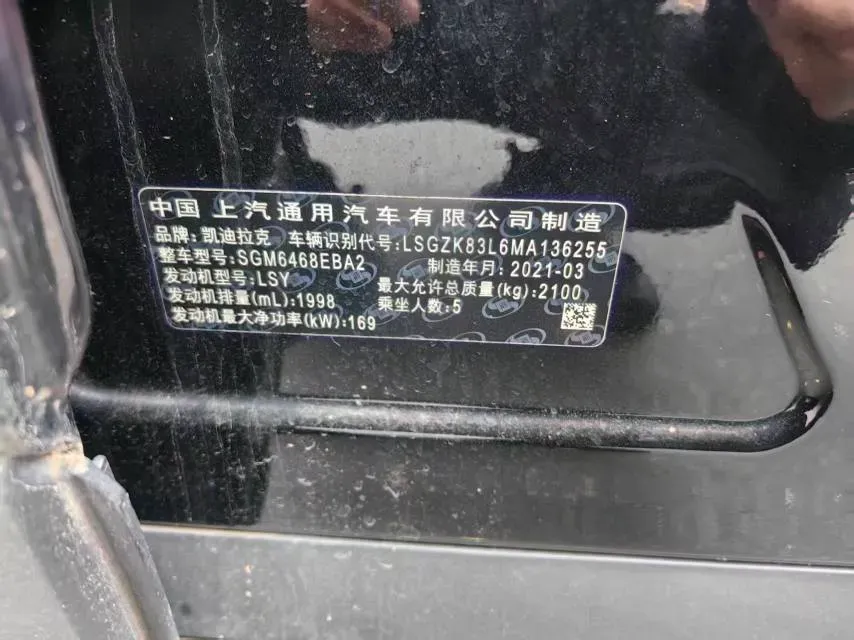 中国 上汽通用汽车有限公司制造
品牌:凯迪拉克 车辆识别代号:LSGZK83L6MA136255
整车型号:SGM6468EBA2 制造年月:2021-03
发动机型号:LSY 最大允许总质量(kg):2100
发动机排量(mL):1998 乘坐人数:5
发动机最大净功率(kW):169